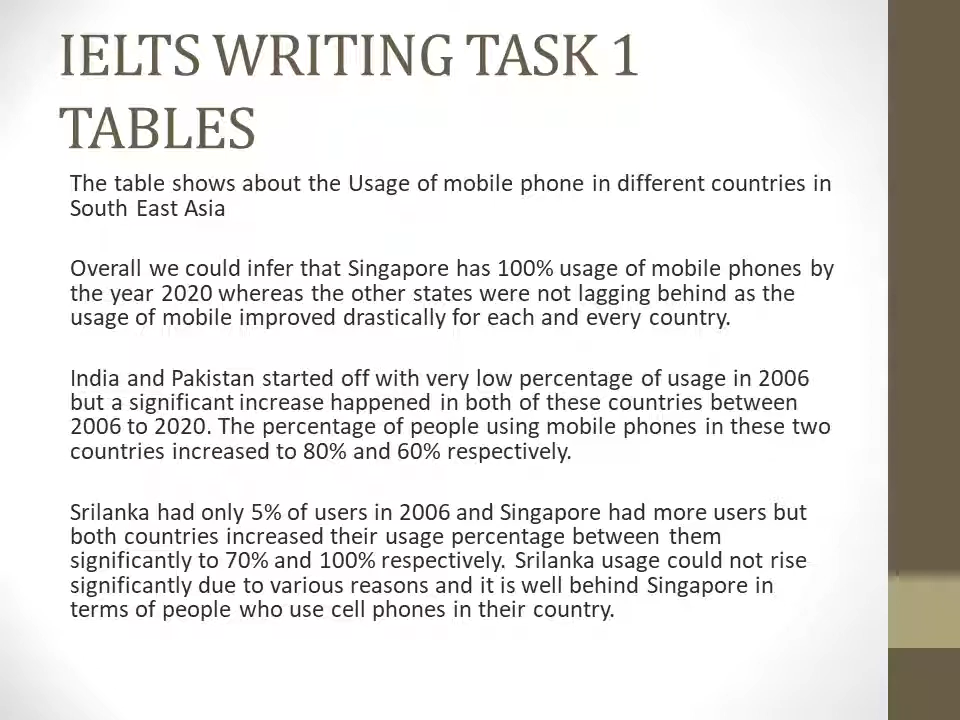 IELTS WRITING TASK 1
TABLES
The table shows about the Usage of mobile phone in different countries in
South East Asia
Overall we could infer that Singapore has 100% usage of mobile phones by
the year 2020 whereas the other states were not lagging behind as the
usage of mobile improved drastically for each and every country.
India and Pakistan started off with very low percentage of usage in 2006
but a significant increase happened in both of these countries between
2006 to 2020. The percentage of people using mobile phones in these two
countries increased to 80% and 60% respectively.
Srilanka had only 5% of users in 2006 and Singapore had more users but
both countries increased their usage percentage between them
significantly to 70% and 100% respectively. Srilanka usage could not rise
significantly due to various reasons and it is well behind Singapore in
terms of people who use cell phones in their country.